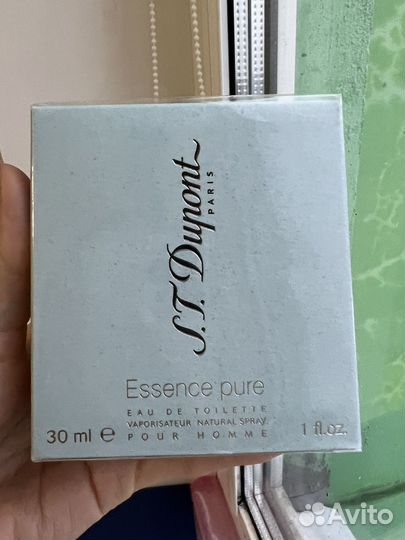 S.T. Dupont
PARIS
Essence pure
EAU DE TOILETTE
VAPORISATEUR NATURAL SPRAY
30 ml e POUR HOMME 1 fl.oz.
Avito